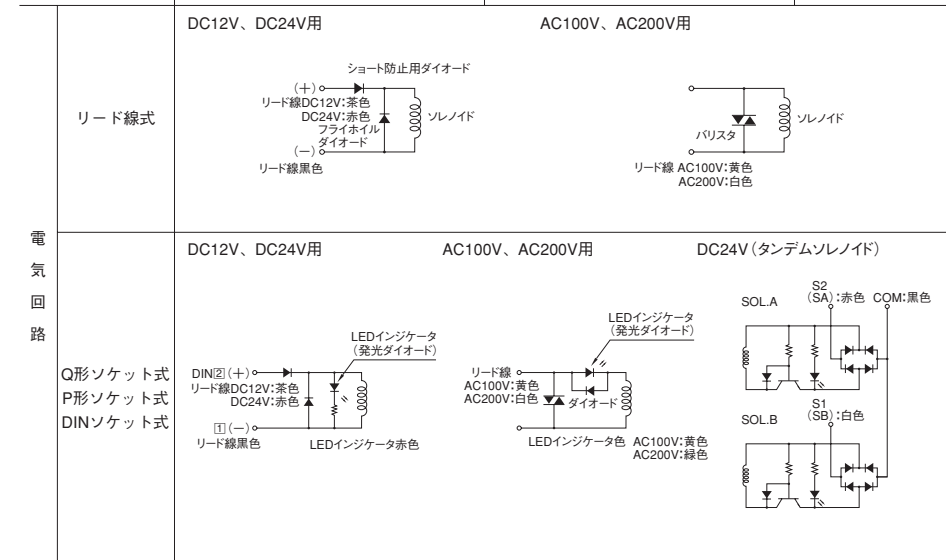 電気回路
リード線式
DC12V、DC24V用
ショート防止用ダイオード
(＋)
リード線DC12V:茶色
DC24V:赤色
フライホイル
ダイオード
ソレノイド
(－)
リード線黒色
AC100V、AC200V用
バリスタ
ソレノイド
リード線 AC100V:黄色
AC200V:白色
Q形ソケット式
P形ソケット式
DINソケット式
DC12V、DC24V用
LEDインジケータ
(発光ダイオード)
DIN2(＋)
リード線DC12V:茶色
DC24V:赤色
1(－)
リード線黒色
LEDインジケータ赤色
AC100V、AC200V用
LEDインジケータ
(発光ダイオード)
リード線
AC100V:黄色
AC200V:白色
ダイオード
LEDインジケータ色 AC100V:黄色
AC200V:緑色
DC24V(タンデムソレノイド)
SOL.A
S2
(SA):赤色
COM:黒色
SOL.B
S1
(SB):白色